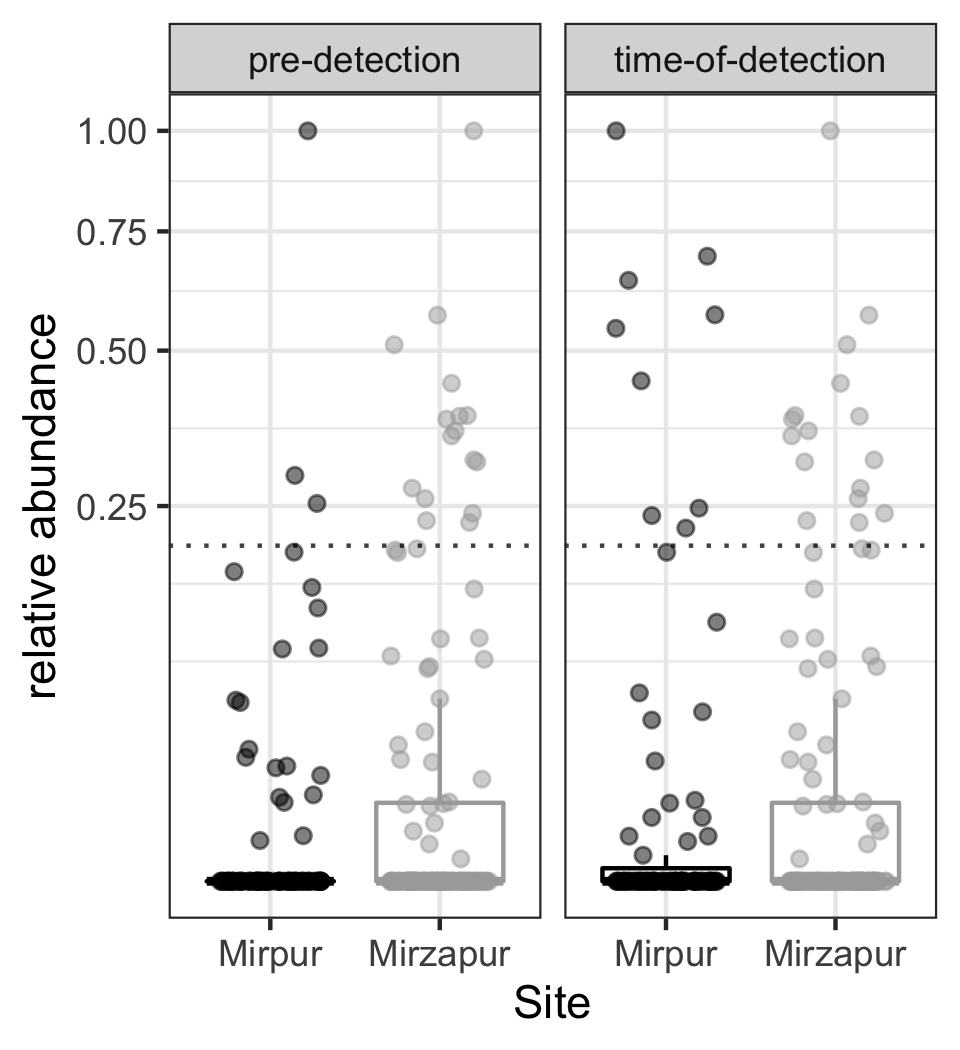 pre-detection time-of-detection
1.00
0.75
0.50
0.25
relative abundance
Mirpur Mirzapur Mirpur Mirzapur
Site